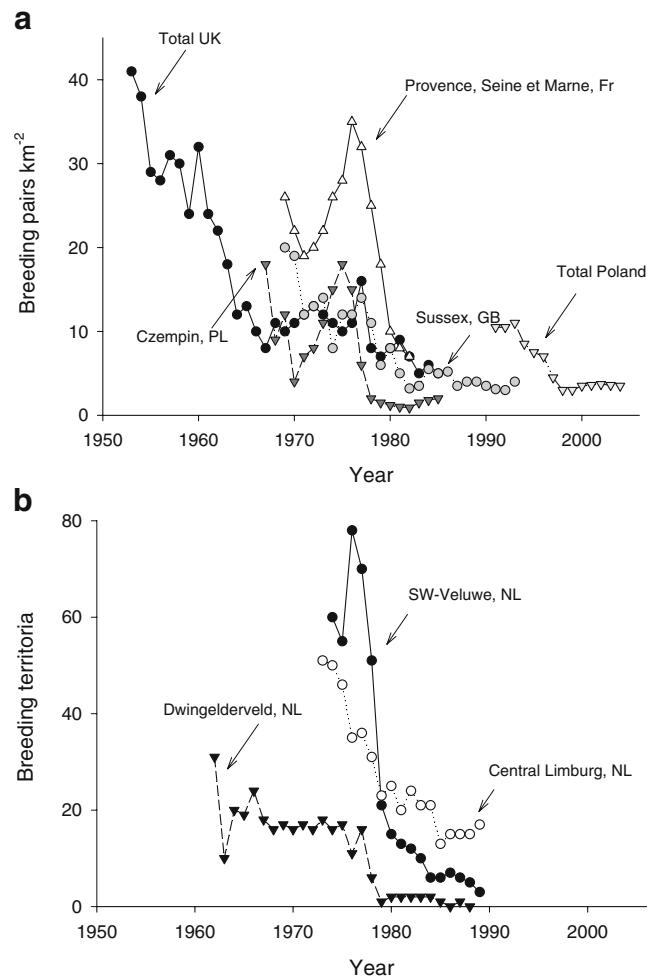 a
Total UK
Provence, Seine et Marne, Fr
Total Poland
Sussex, GB
Czempin, PL
Breeding pairs km-2
40
30
20
10
0
1950 1960 1970 1980 1990 2000
Year
b
SW-Veluwe, NL
Dwingelderveld, NL
Central Limburg, NL
Breeding territoria
80
60
40
20
0
1950 1960 1970 1980 1990 2000
Year